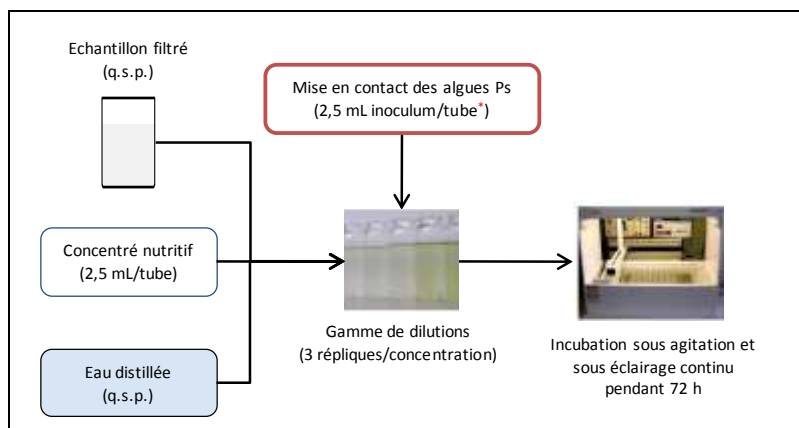 Echantillon filtré
(q.s.p.)
Mise en contact des algues Ps
(2,5 mL inoculum/tube*)
Concentré nutritif
(2,5 mL/tube)
Gamme de dilutions
(3 répliques/concentration)
Incubation sous agitation et
sous éclairage continu
pendant 72 h
Eau distillée
(q.s.p.)